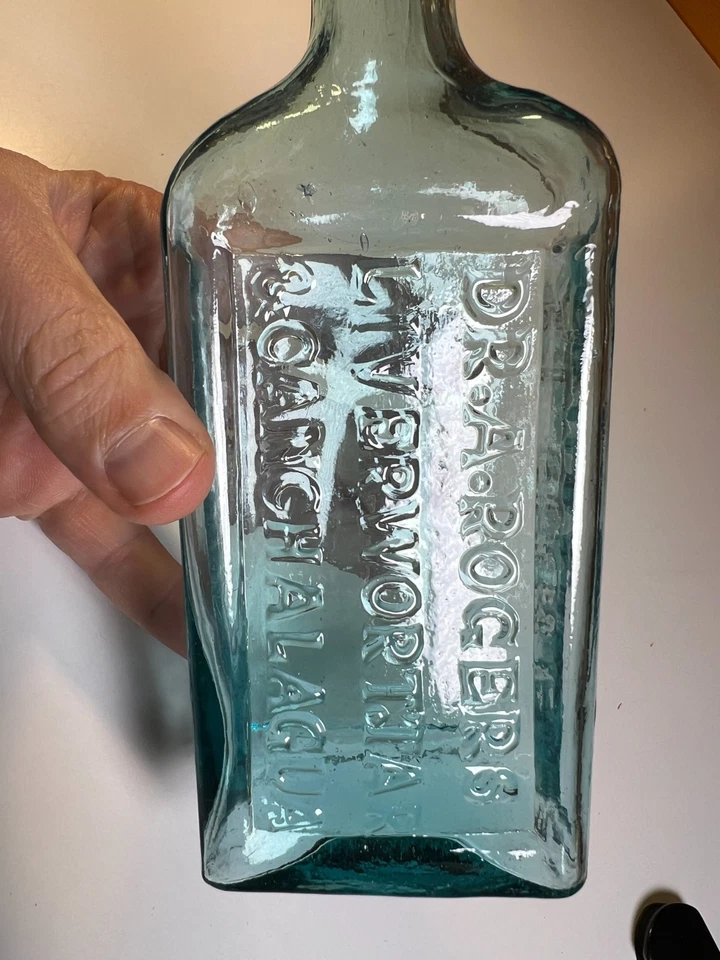 DR. A. ROGERS
LIVERWORT, TAR
& CANCHALAGUA